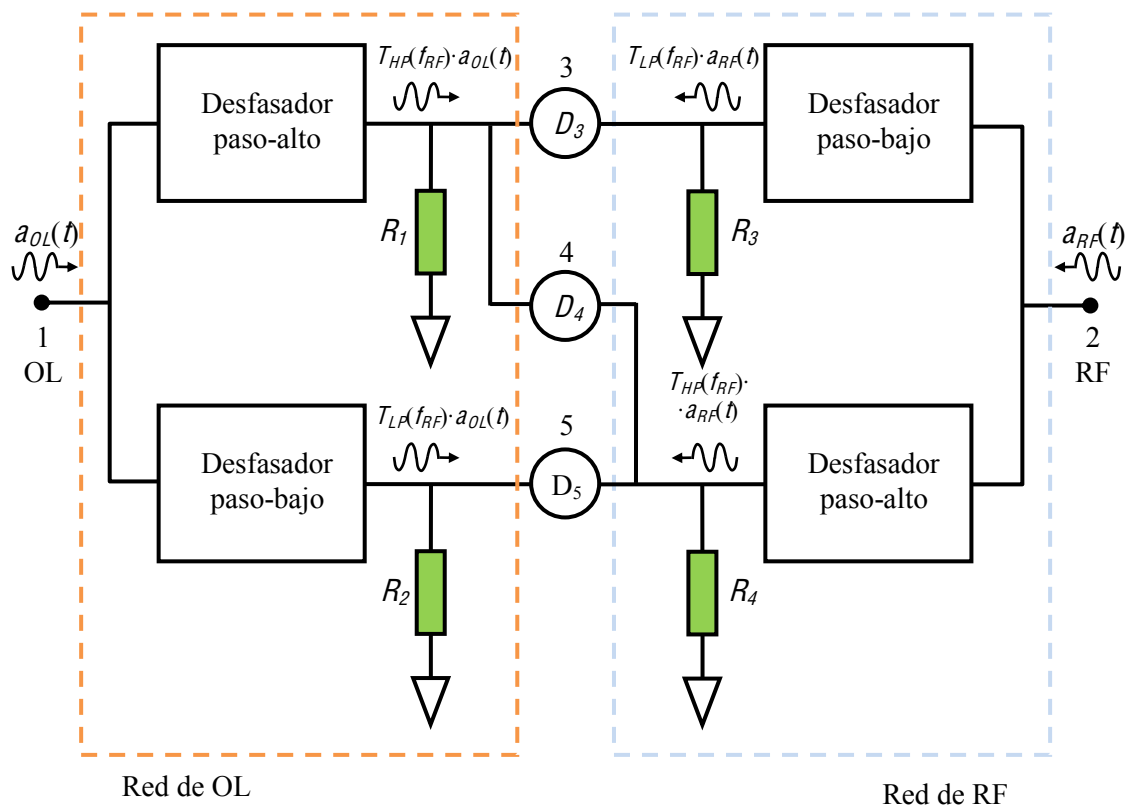 T_HP(f_RF)·a_OL(t)
3
T_LP(f_RF)·a_RF(t)
Desfasador
paso-alto
D_3
Desfasador
paso-bajo
R_1
R_3
a_OL(t)
a_RF(t)
4
D_4
1
OL
2
RF
T_HP(f_RF)·
·a_RF(t)
T_LP(f_RF)·a_OL(t)
5
Desfasador
paso-bajo
D_5
Desfasador
paso-alto
R_2
R_4
Red de OL
Red de RF